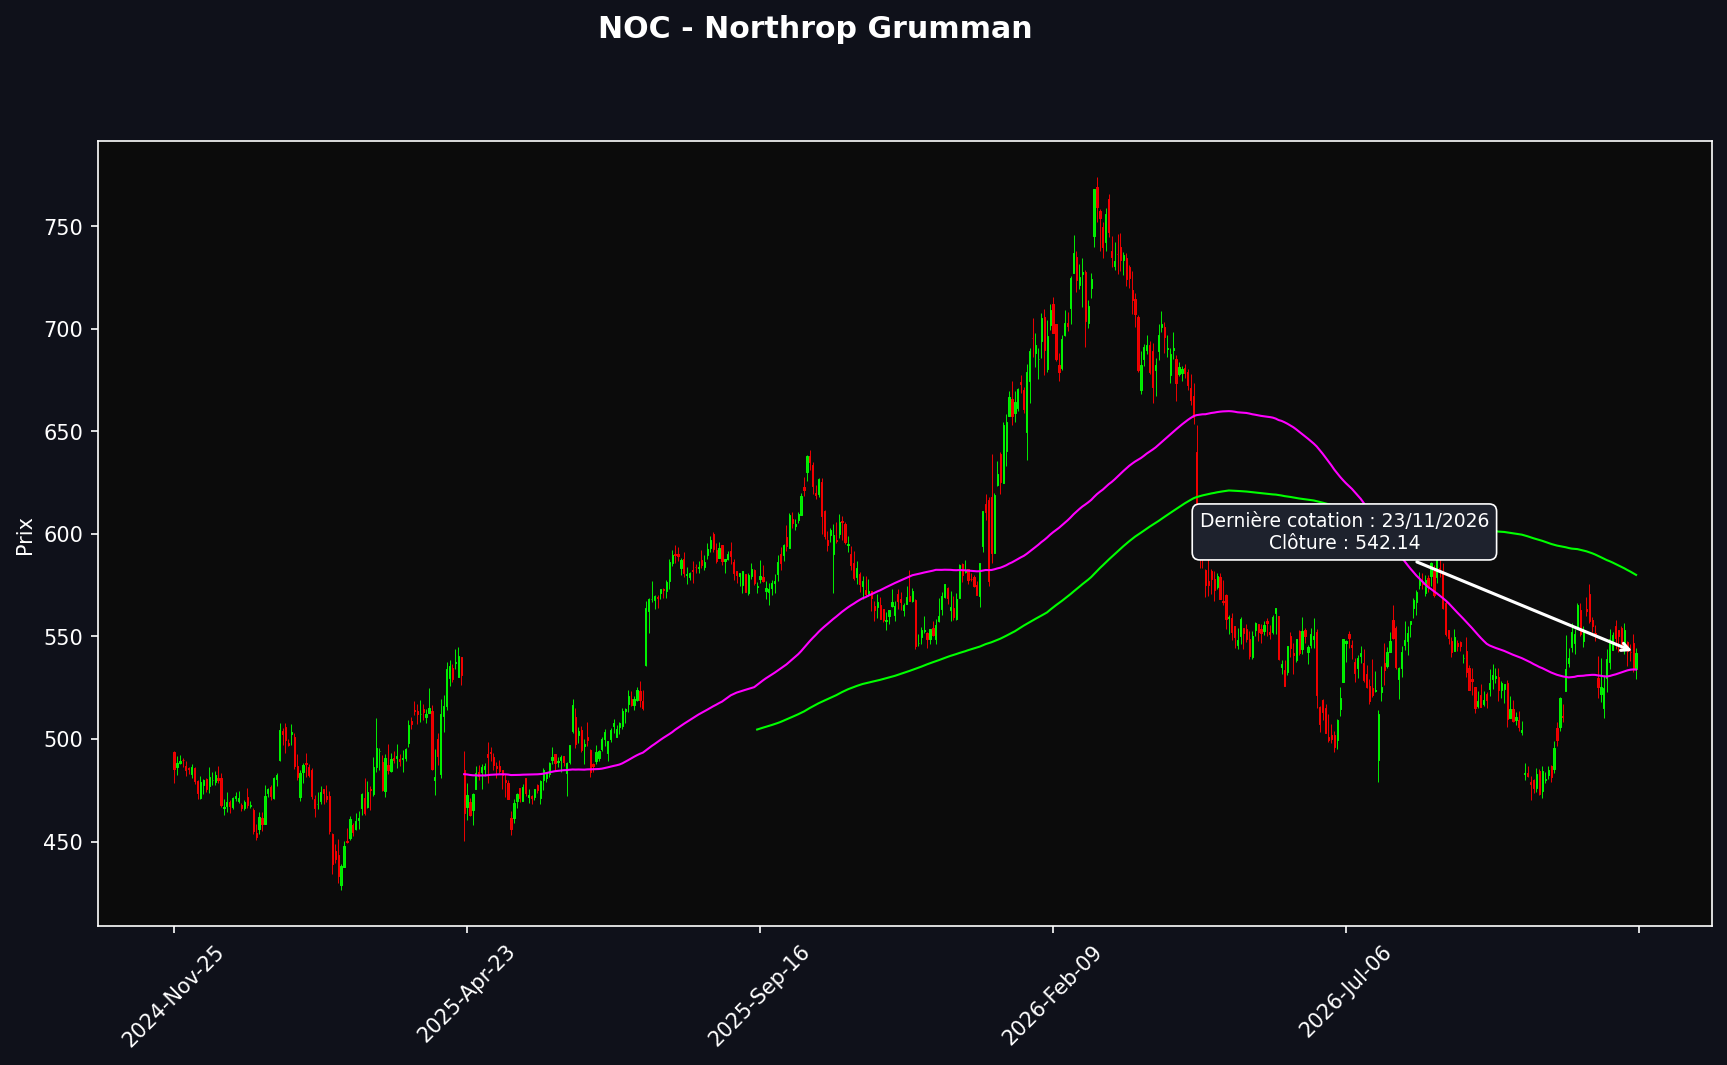 NOC - Northrop Grumman
Prix
750
700
650
600
550
500
450
Dernière cotation : 23/11/2026
Clôture : 542.14
2024-Nov-25
2025-Apr-23
2025-Sep-16
2026-Feb-09
2026-Jul-06